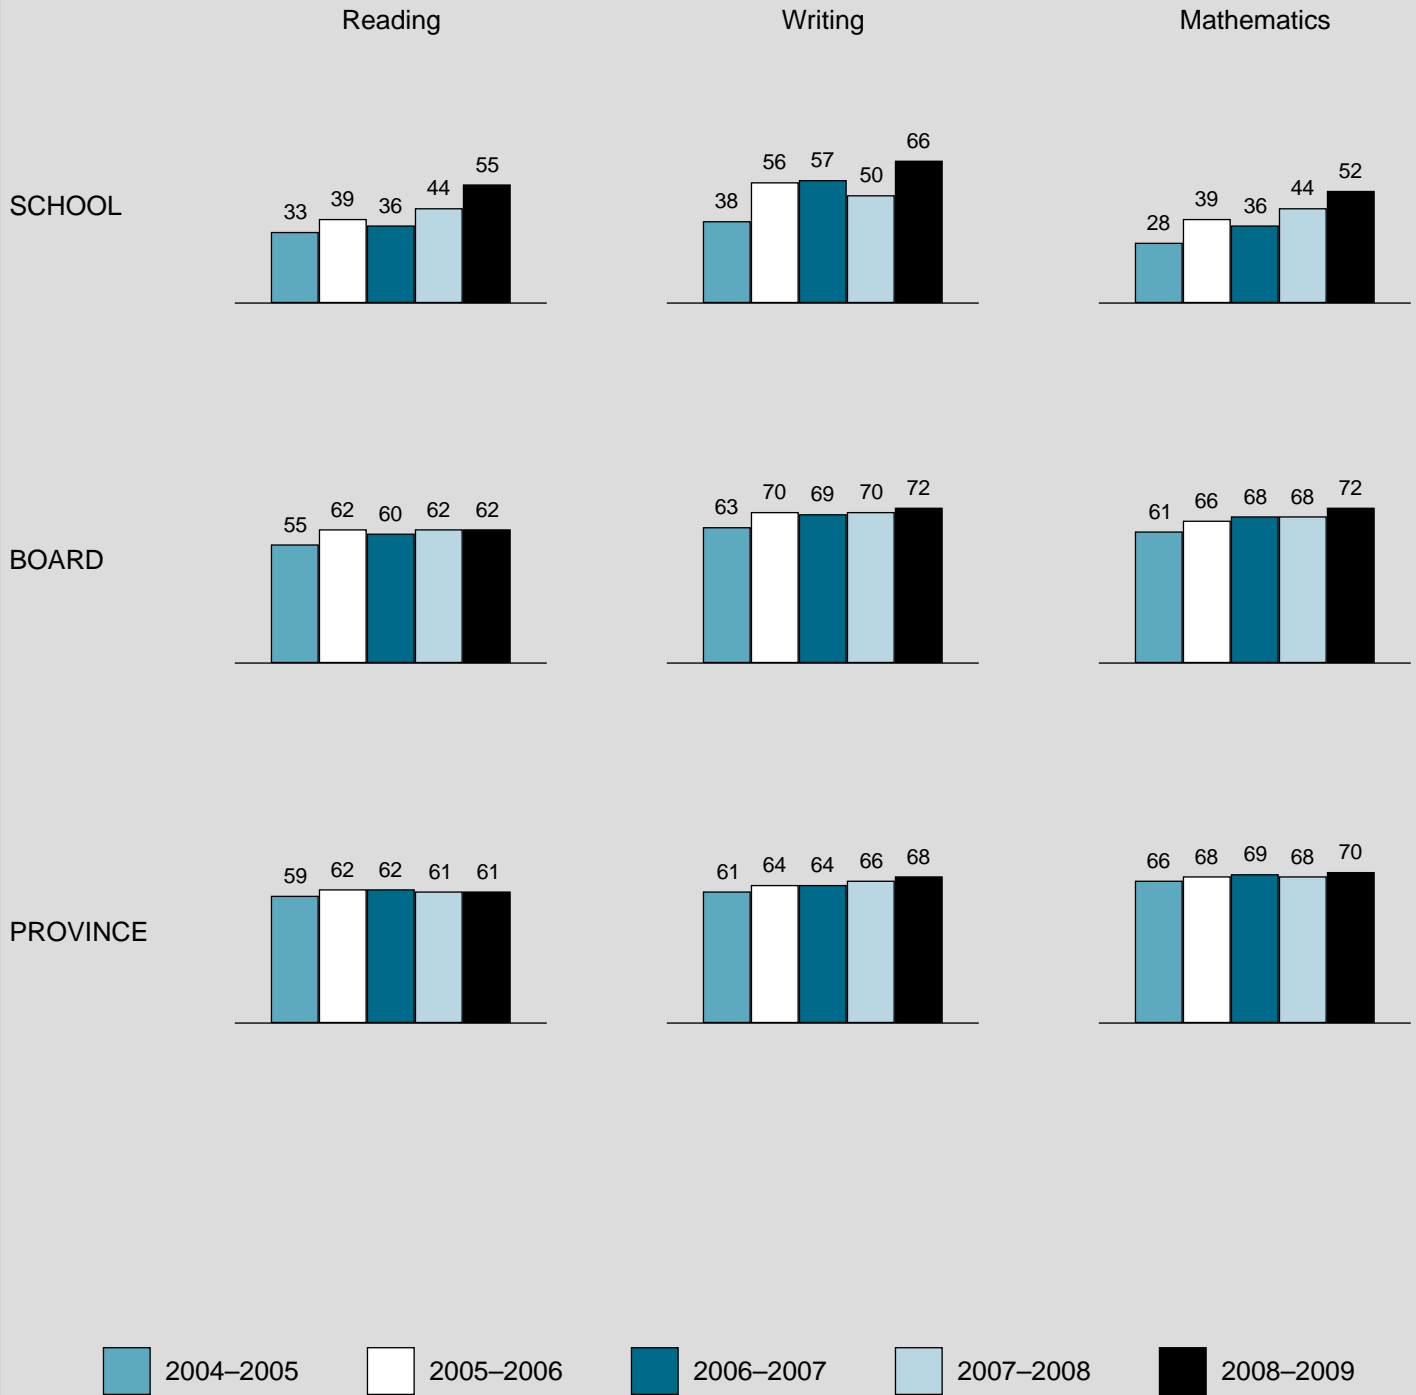 Reading Writing Mathematics
SCHOOL
33 39 36 44 55
38 56 57 50 66
28 39 36 44 52
BOARD
55 62 60 62 62
63 70 69 70 72
61 66 68 68 72
PROVINCE
59 62 62 61 61
61 64 64 66 68
66 68 69 68 70
2004–2005 2005–2006 2006–2007 2007–2008 2008–2009